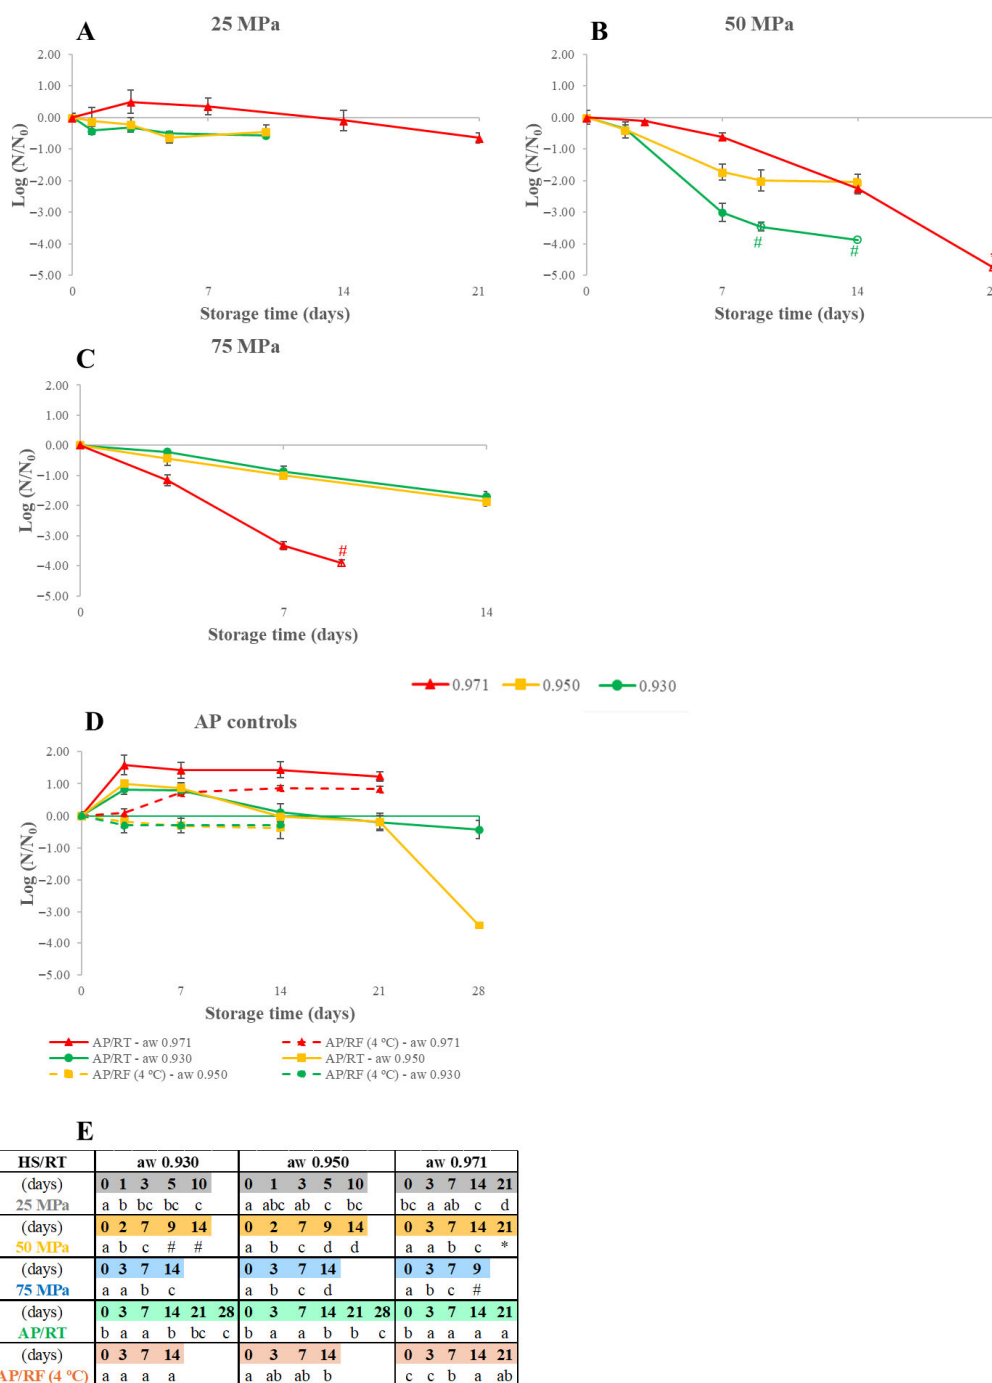 A
25 MPa
2.00
1.00
0.00
−1.00
−2.00
−3.00
−4.00
−5.00
Log (N/N0)
0 7 14 21
Storage time (days)
B
50 MPa
2.00
1.00
0.00
−1.00
−2.00
−3.00
−4.00
−5.00
Log (N/N0)
# #
0 7 14
Storage time (days)
C
75 MPa
2.00
1.00
0.00
−1.00
−2.00
−3.00
−4.00
−5.00
Log (N/N0)
#
0 7 14
Storage time (days)
0.971 0.950 0.930
D
AP controls
2.00
1.00
0.00
−1.00
−2.00
−3.00
−4.00
−5.00
Log (N/N0)
0 7 14 21 28
Storage time (days)
AP/RT - aw 0.971 AP/RF (4 ºC) - aw 0.971
AP/RT - aw 0.930 AP/RT - aw 0.950
AP/RF (4 ºC) - aw 0.950 AP/RF (4 ºC) - aw 0.930
E
HS/RT aw 0.930 aw 0.950 aw 0.971
(days) 0 1 3 5 10 0 1 3 5 10 0 3 7 14 21
25 MPa a b bc bc c a abc ab c bc bc a ab c d
(days) 0 2 7 9 14 0 2 7 9 14 0 3 7 14 21
50 MPa a b c # # a b c d d a a b c *
(days) 0 3 7 14 0 3 7 14 0 3 7 9
75 MPa a a b c a b c d a b c #
(days) 0 3 7 14 21 28 0 3 7 14 21 28 0 3 7 14 21
AP/RT b a a b bc c b a a b b c b a a a a
(days) 0 3 7 14 0 3 7 14 0 3 7 14 21
AP/RF (4 ºC) a a a a a ab ab b c c b a ab